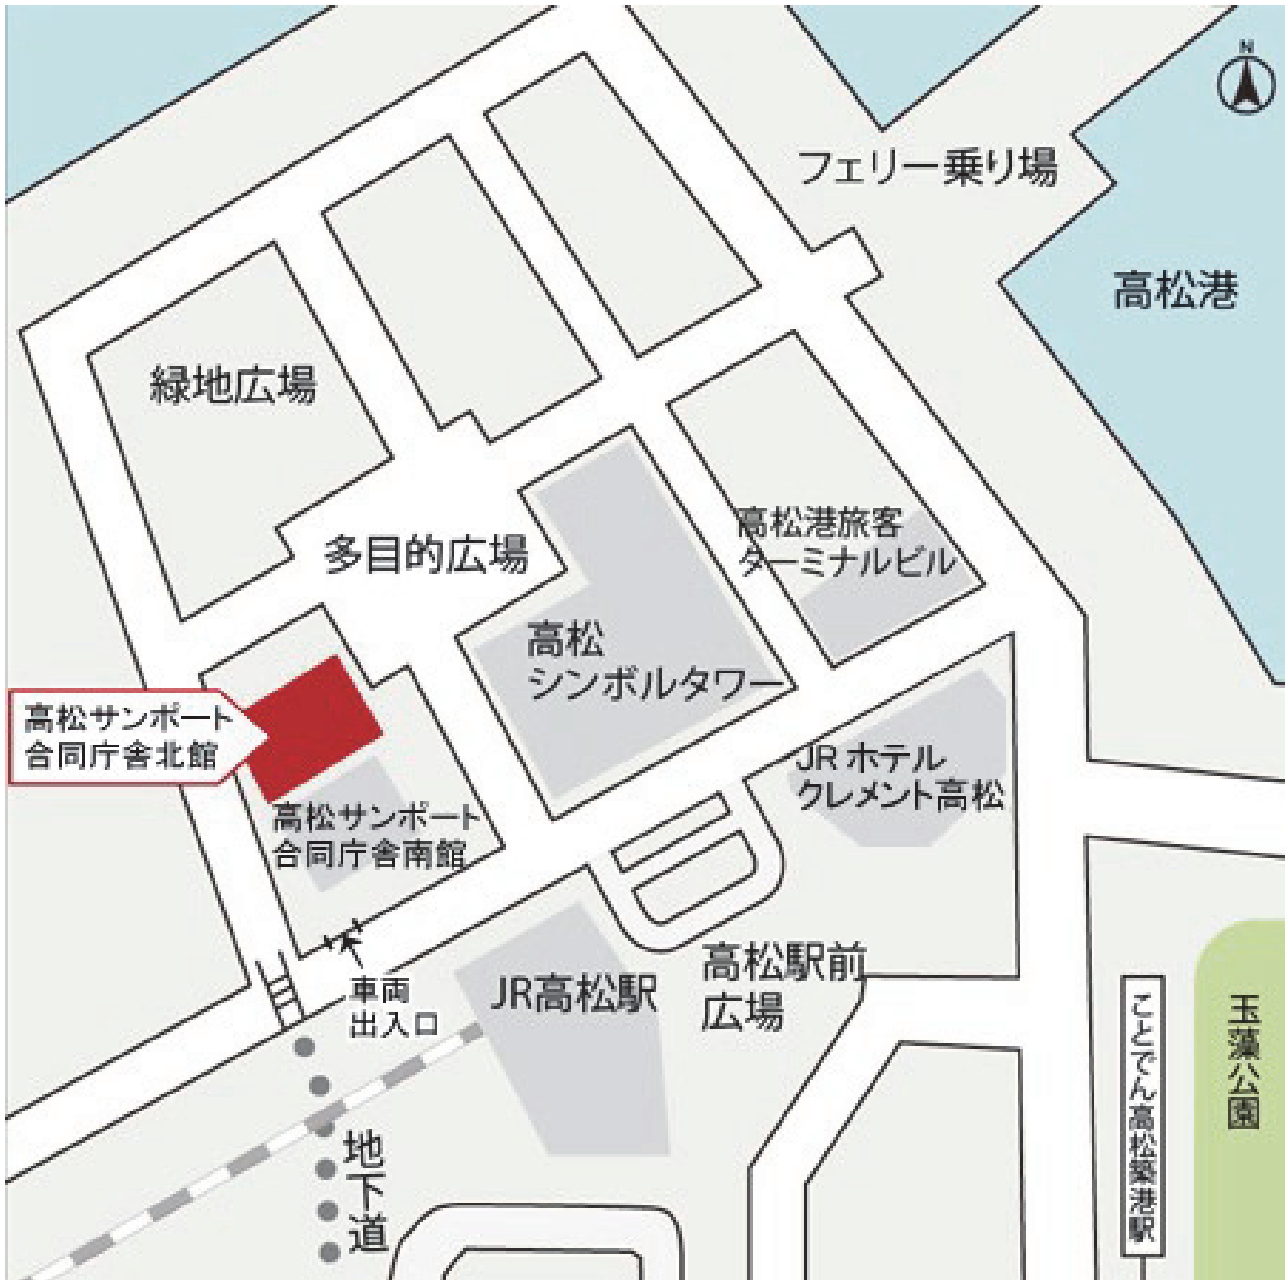 N
フェリー乗り場
高松港
緑地広場
多目的広場
高松港旅客
ターミナルビル
高松
シンボルタワー
高松サンポート
合同庁舎北館
JRホテル
クレメント高松
高松サンポート
合同庁舎南館
車両
出入口
JR高松駅
高松駅前
広場
ことでん高松築港駅
玉藻公園
地下道